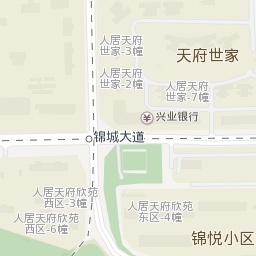 人居天府
世家-3幢
天府世家
人居天府
世家-2幢
人居天府
世家-7幢
兴业银行
锦城大道
人居天府欣苑
西区-4幢
人居天府欣苑
东区-4幢
人居天府欣苑
西区-6幢
锦悦小区